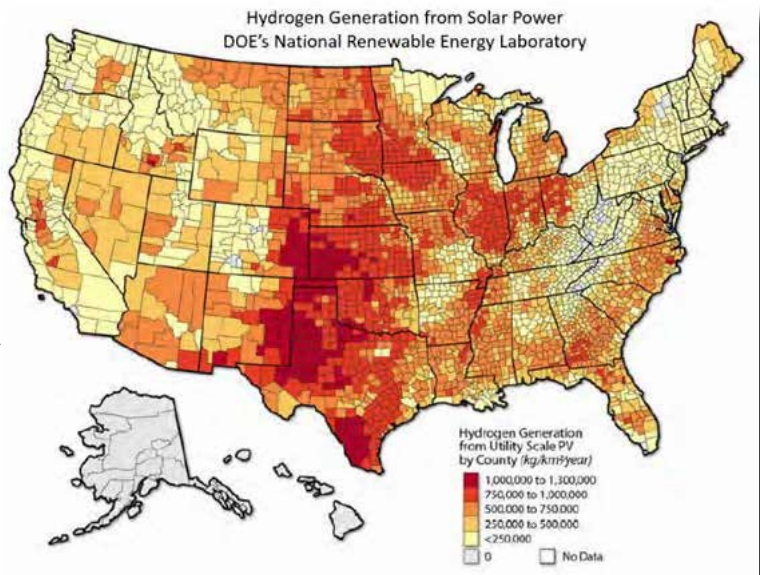 Hydrogen Generation from Solar Power
DOE's National Renewable Energy Laboratory
Hydrogen Generation
from Utility Scale PV
by County (kg/km²/year)
1,000,000 to 1,300,000
750,000 to 1,000,000
500,000 to 750,000
250,000 to 500,000
<250,000
0 No Data